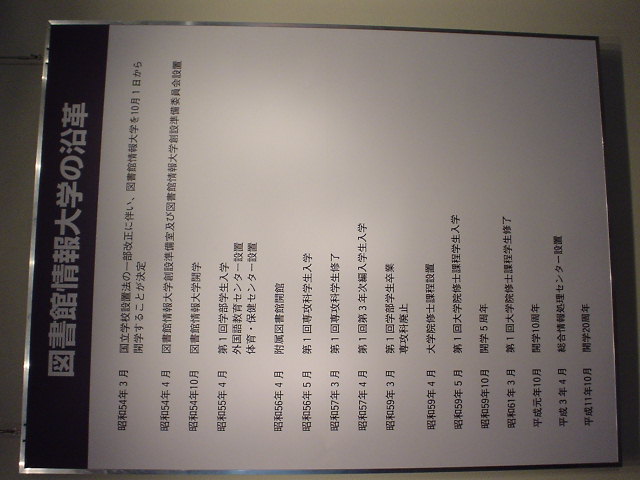 図書館情報大学の沿革
昭和54年 3 月 国立学校設置法の一部改正に伴い、図書館情報大学を10月 1 日から
開学することが決定
昭和54年 4 月 図書館情報大学創設準備室及び図書館情報大学創設準備委員会設置
昭和54年10月 図書館情報大学開学
昭和55年 4 月 第 1 回学部学生入学
外国語教育センター設置
体育・保健センター設置
昭和56年 4 月 附属図書館開館
昭和56年 5 月 第 1 回専攻科学生入学
昭和57年 3 月 第 1 回専攻科学生修了
昭和57年 4 月 第 1 回第 3 年次編入学生入学
昭和59年 3 月 第 1 回学部学生卒業
専攻科廃止
昭和59年 4 月 大学院修士課程設置
昭和59年 5 月 第 1 回大学院修士課程学生入学
昭和59年10月 開学 5 周年
昭和61年 3 月 第 1 回大学院修士課程学生修了
平成元年10月 開学10周年
平成 3 年 4 月 総合情報処理センター設置
平成11年10月 開学20周年